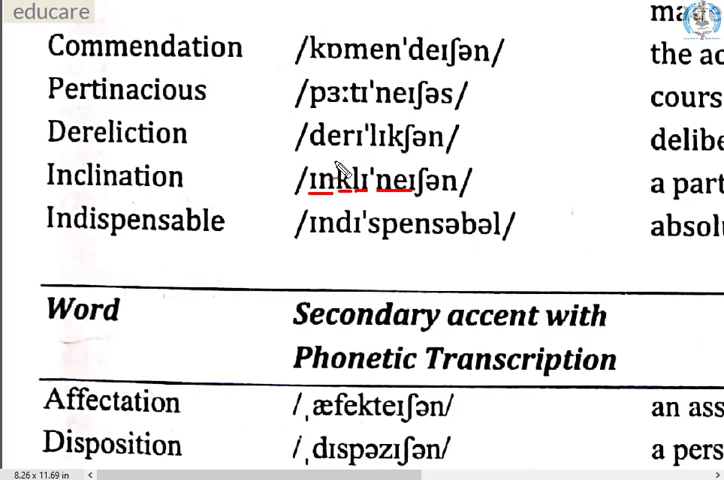 educare
Commendation /kɒmen'deɪʃən/ the ac
Pertinacious /pɜ:tɪ'neɪʃəs/ cours
Dereliction /derɪ'lɪkʃən/ delibe
Inclination /ɪnklɪ'neɪʃən/ a part
Indispensable /ɪndɪ'spensəbəl/ absolu
Word Secondary accent with
Phonetic Transcription
Affectation /ˌæfekteɪʃən/ an ass
Disposition /ˌdɪspəzɪʃən/ a pers
8.26 x 11.69 in